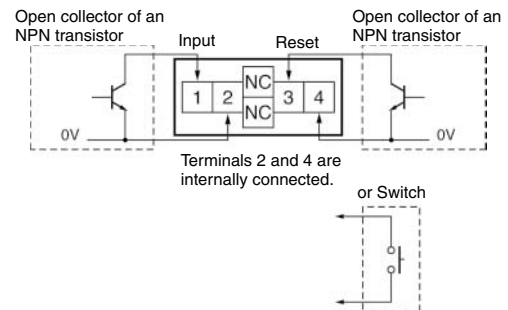 Open collector of an
NPN transistor
Open collector of an
NPN transistor
Input
Reset
NC
1
2
3
4
NC
0V
0V
Terminals 2 and 4 are
internally connected.
or Switch